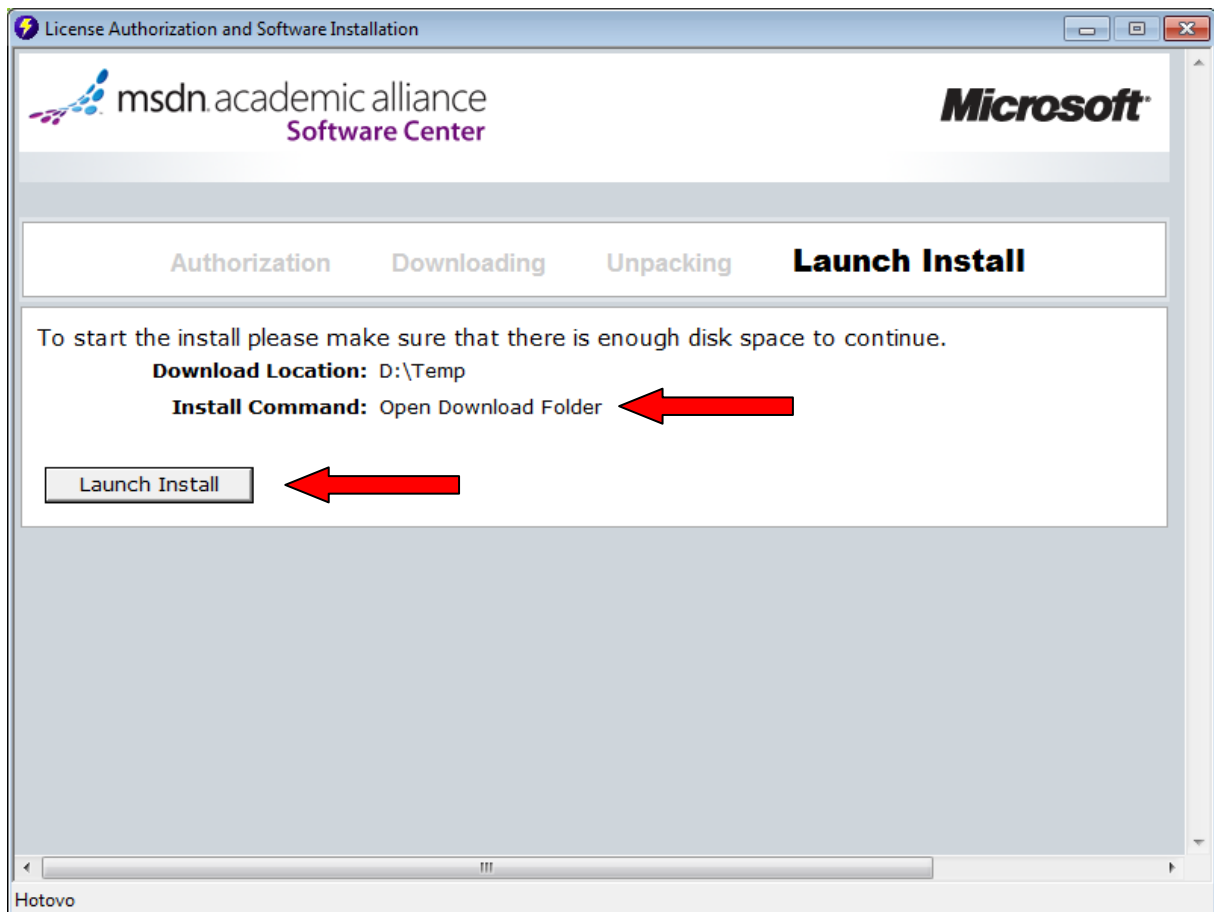 License Authorization and Software Installation
msdn academic alliance
Software Center
Microsoft
Authorization Downloading Unpacking Launch Install
To start the install please make sure that there is enough disk space to continue.
Download Location: D:\Temp
Install Command: Open Download Folder
Launch Install
Hotovo